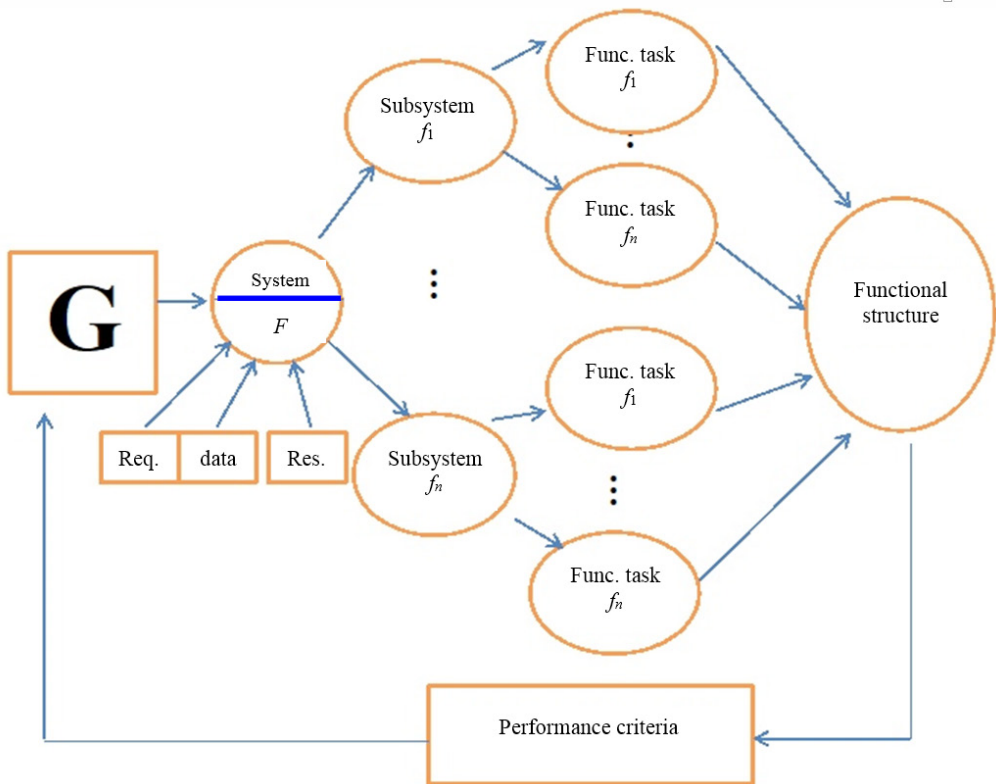 Func. task
f1
Subsystem
f1
Func. task
fn
G
System
F
Functional
structure
Func. task
f1
Req.
data
Res.
Subsystem
fn
Func. task
fn
Performance criteria